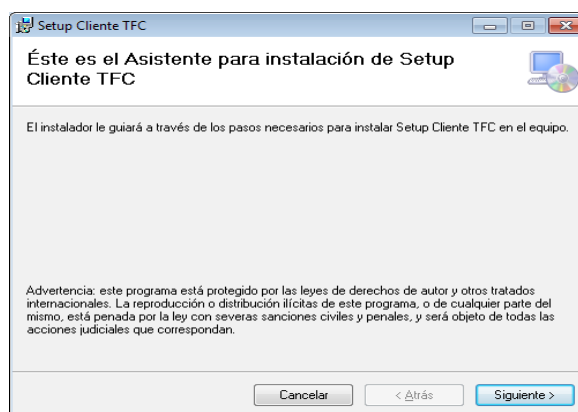 Setup Cliente TFC
Éste es el Asistente para instalación de Setup
Cliente TFC
El instalador le guiará a través de los pasos necesarios para instalar Setup Cliente TFC en el equipo.
Advertencia: este programa está protegido por las leyes de derechos de autor y otros tratados
internacionales. La reproducción o distribución ilícitas de este programa, o de cualquier parte del
mismo, está penada por la ley con severas sanciones civiles y penales, y será objeto de todas las
acciones judiciales que correspondan.
Cancelar < Atrás Siguiente >